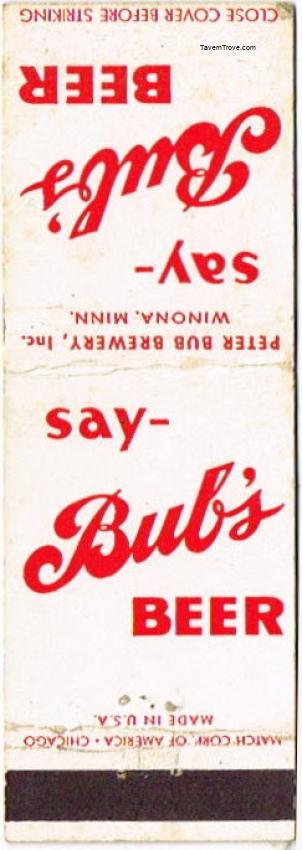 CLOSE COVER BEFORE STRIKING
TavernTrove.com
BEER
Bub's
say-
WINONA, MINN.
PETER BUB BREWERY, Inc.
say-
Bub's
BEER
MADE IN U.S.A.
MATCH CORP. OF AMERICA • CHICAGO